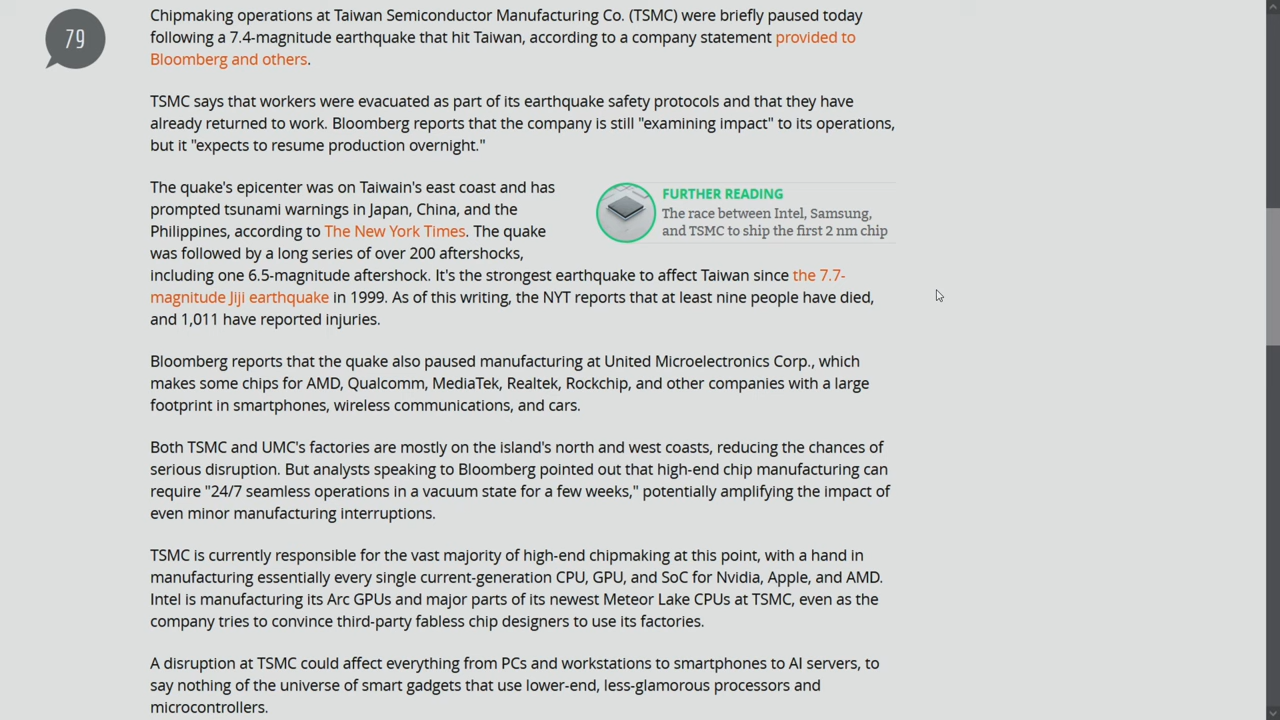 79
Chipmaking operations at Taiwan Semiconductor Manufacturing Co. (TSMC) were briefly paused today
following a 7.4-magnitude earthquake that hit Taiwan, according to a company statement provided to
Bloomberg and others.
TSMC says that workers were evacuated as part of its earthquake safety protocols and that they have
already returned to work. Bloomberg reports that the company is still "examining impact" to its operations,
but it "expects to resume production overnight."
The quake's epicenter was on Taiwain's east coast and has
prompted tsunami warnings in Japan, China, and the
Philippines, according to The New York Times. The quake
was followed by a long series of over 200 aftershocks,
FURTHER READING
The race between Intel, Samsung,
and TSMC to ship the first 2 nm chip
including one 6.5-magnitude aftershock. It's the strongest earthquake to affect Taiwan since the 7.7-
magnitude Jiji earthquake in 1999. As of this writing, the NYT reports that at least nine people have died,
and 1,011 have reported injuries.
Bloomberg reports that the quake also paused manufacturing at United Microelectronics Corp., which
makes some chips for AMD, Qualcomm, MediaTek, Realtek, Rockchip, and other companies with a large
footprint in smartphones, wireless communications, and cars.
Both TSMC and UMC's factories are mostly on the island's north and west coasts, reducing the chances of
serious disruption. But analysts speaking to Bloomberg pointed out that high-end chip manufacturing can
require "24/7 seamless operations in a vacuum state for a few weeks," potentially amplifying the impact of
even minor manufacturing interruptions.
TSMC is currently responsible for the vast majority of high-end chipmaking at this point, with a hand in
manufacturing essentially every single current-generation CPU, GPU, and SoC for Nvidia, Apple, and AMD.
Intel is manufacturing its Arc GPUs and major parts of its newest Meteor Lake CPUs at TSMC, even as the
company tries to convince third-party fabless chip designers to use its factories.
A disruption at TSMC could affect everything from PCs and workstations to smartphones to AI servers, to
say nothing of the universe of smart gadgets that use lower-end, less-glamorous processors and
microcontrollers.